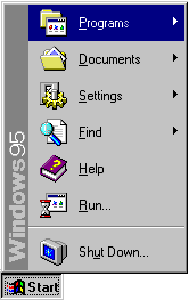 Programs
Documents
Settings
Find
Help
Run...
Shut Down...
Windows95
Start